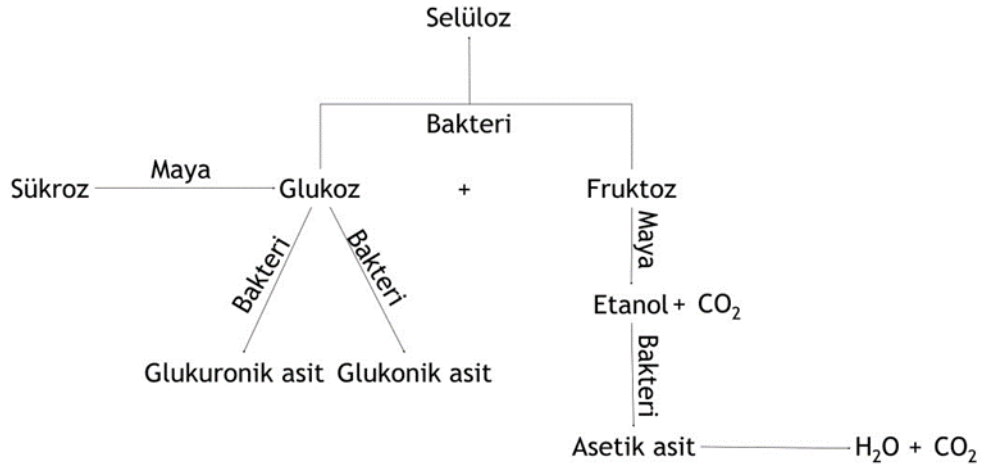 Selüloz
Bakteri
Maya
Sükroz Glukoz + Fruktoz
Bakteri Bakteri Maya
Etanol + CO₂
Bakteri
Glukuronik asit Glukonik asit
Asetik asit H₂O + CO₂